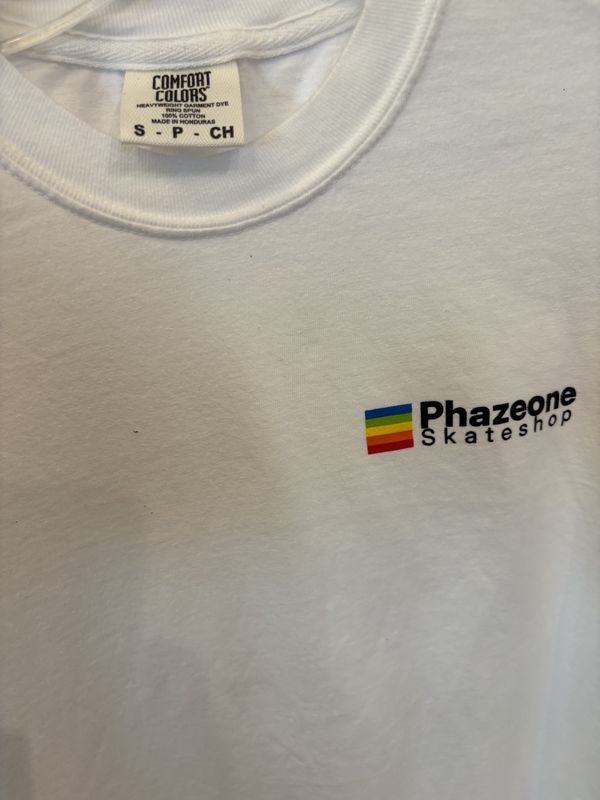 COMFORT
COLORS
HEAVYWEIGHT GARMENT DYE
RING SPUN
100% COTTON
MADE IN HONDURAS
S - P - CH
Phazeone
Skateshop